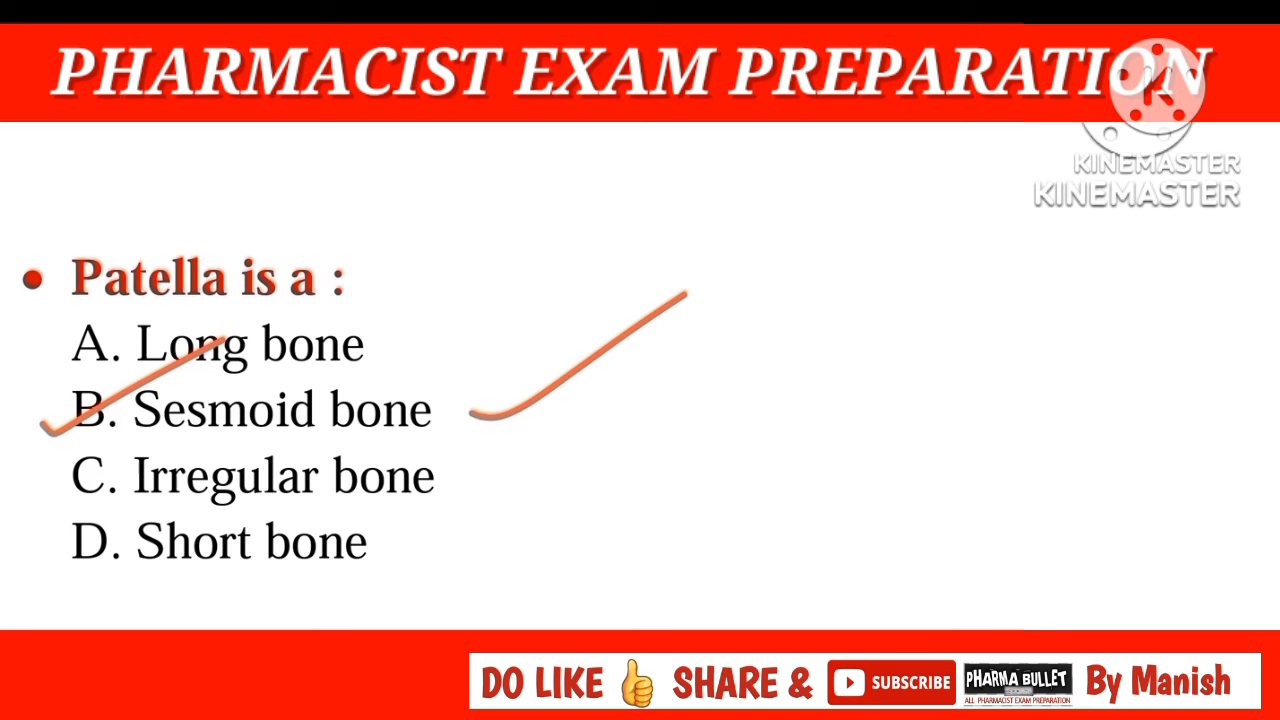 PHARMACIST EXAM PREPARATION
KINEMASTER
KINEMASTER
• Patella is a :
A. Long bone
B. Sesmoid bone
C. Irregular bone
D. Short bone
DO LIKE 👍 SHARE & SUBSCRIBE PHARMA BULLET By Manish
ALL PHARMACIST EXAM PREPARATION